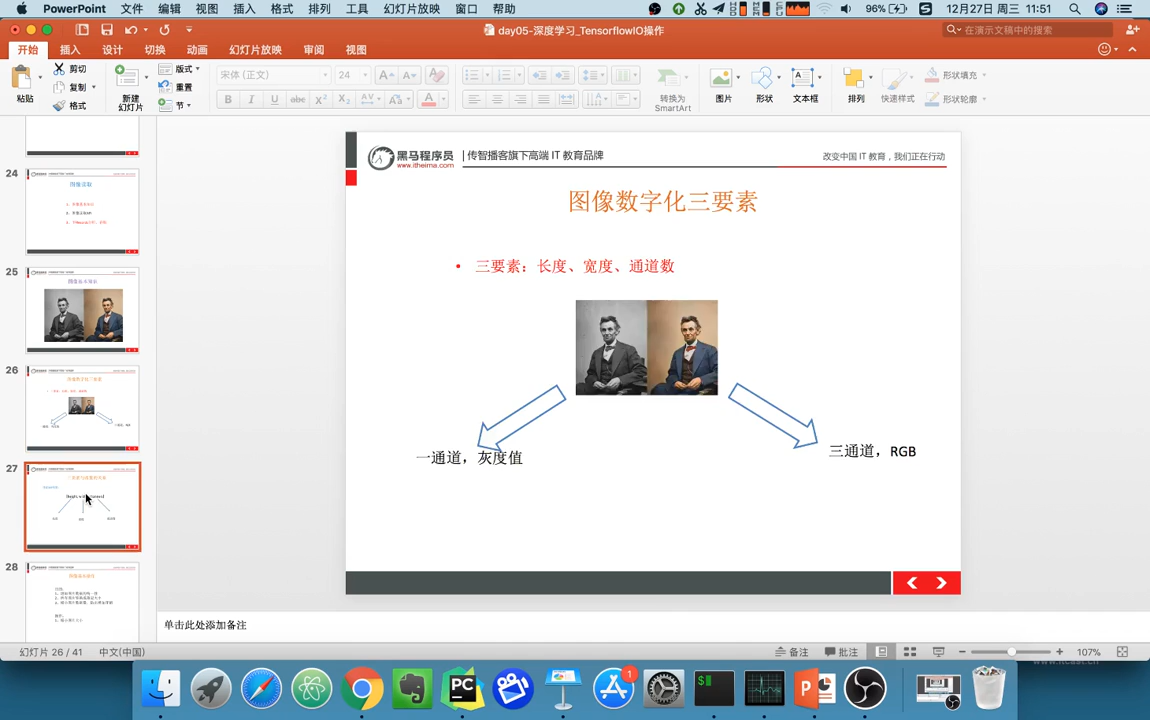 PowerPoint 文件 编辑 视图 插入 格式 排列 工具 幻灯片放映 窗口 帮助 96% 12月27日 周三 11:51
day05-深度学习_TensorflowIO操作
在演示文稿中的搜索
开始 插入 设计 切换 动画 幻灯片放映 审阅 视图
粘贴
剪切
复制
格式
新建
幻灯片
版式
重置
节
宋体 (正文) 24
转换为
SmartArt
图片
形状
文本框
排列
快速样式
形状填充
形状轮廓
24
图像读取
25
26
27
28
黑马程序员
www.itheima.com
传智播客旗下高端 IT 教育品牌
改变中国 IT 教育，我们正在行动
图像数字化三要素
• 三要素：长度、宽度、通道数
一通道，灰度值
三通道，RGB
单击此处添加备注
幻灯片 26 / 41 中文(中国)
备注 批注 107%